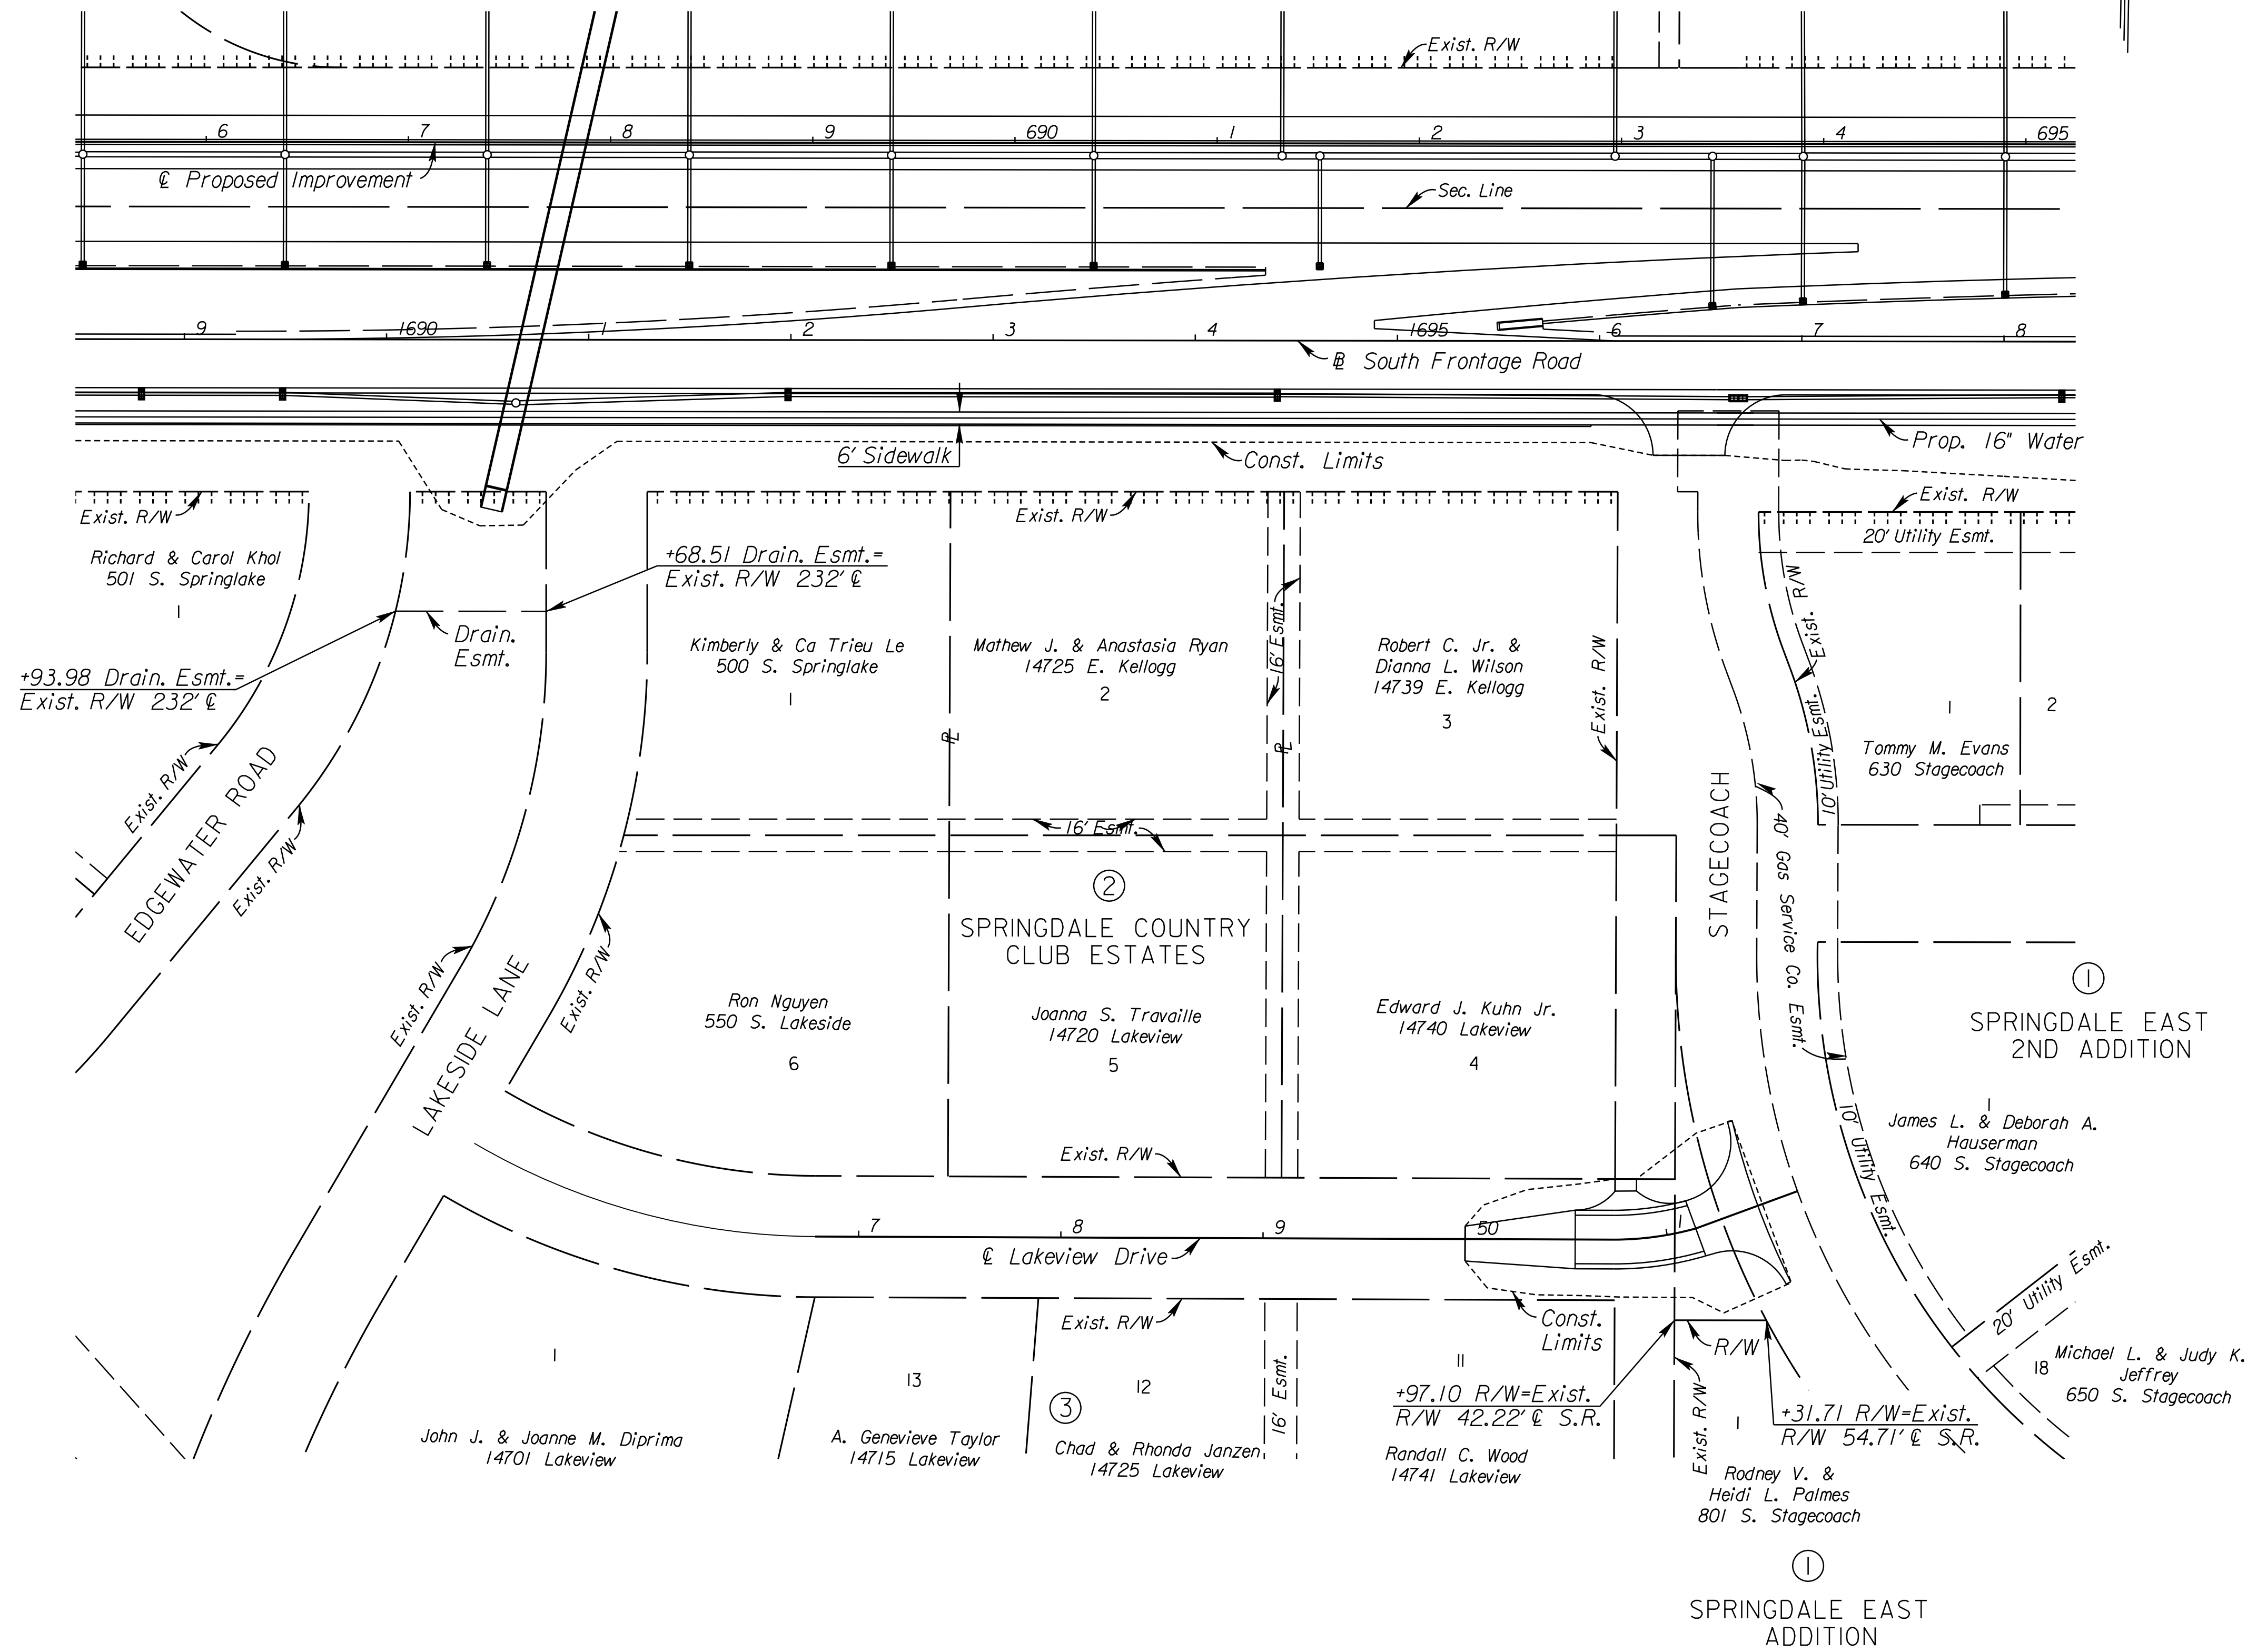 Exist. R/W
6 7 8 9 690 1 2 3 4 695
℄ Proposed Improvement
Sec. Line
9 1690 1 2 3 4 1695 6 7 8
B͞L South Frontage Road
6' Sidewalk
Const. Limits
Prop. 16" Water
Exist. R/W
Exist. R/W
Exist. R/W
20' Utility Esmt.
Richard & Carol Khol
501 S. Springlake
1
+68.51 Drain. Esmt.=
Exist. R/W 232' ℄
Drain.
Esmt.
+93.98 Drain. Esmt.=
Exist. R/W 232' ℄
Kimberly & Ca Trieu Le
500 S. Springlake
1
Mathew J. & Anastasia Ryan
14725 E. Kellogg
2
16' Esmt.
Robert C. Jr. &
Dianna L. Wilson
14739 E. Kellogg
3
Exist. R/W
Exist. R/W
10' Utility Esmt.
1
2
Tommy M. Evans
630 Stagecoach
PL
PL
Exist. R/W
EDGEWATER ROAD
Exist. R/W
16' Esmt.
STAGECOACH
40' Gas Service Co. Esmt.
2
SPRINGDALE COUNTRY
CLUB ESTATES
Exist. R/W
LAKESIDE LANE
Exist. R/W
Ron Nguyen
550 S. Lakeside
6
Joanna S. Travaille
14720 Lakeview
5
Edward J. Kuhn Jr.
14740 Lakeview
4
1
SPRINGDALE EAST
2ND ADDITION
1
James L. & Deborah A.
Hauserman
640 S. Stagecoach
10' Utility Esmt.
Exist. R/W
7 8 9 50 1
℄ Lakeview Drive
Exist. R/W
Const.
Limits
R/W
20' Utility Esmt.
18
Michael L. & Judy K.
Jeffrey
650 S. Stagecoach
1
13
12
11
16' Esmt.
3
+97.10 R/W=Exist.
R/W 42.22' ℄ S.R.
Exist. R/W
1
+31.71 R/W=Exist.
R/W 54.71' ℄ S.R.
John J. & Joanne M. Diprima
14701 Lakeview
A. Genevieve Taylor
14715 Lakeview
Chad & Rhonda Janzen
14725 Lakeview
Randall C. Wood
14741 Lakeview
Rodney V. &
Heidi L. Palmes
801 S. Stagecoach
1
SPRINGDALE EAST
ADDITION